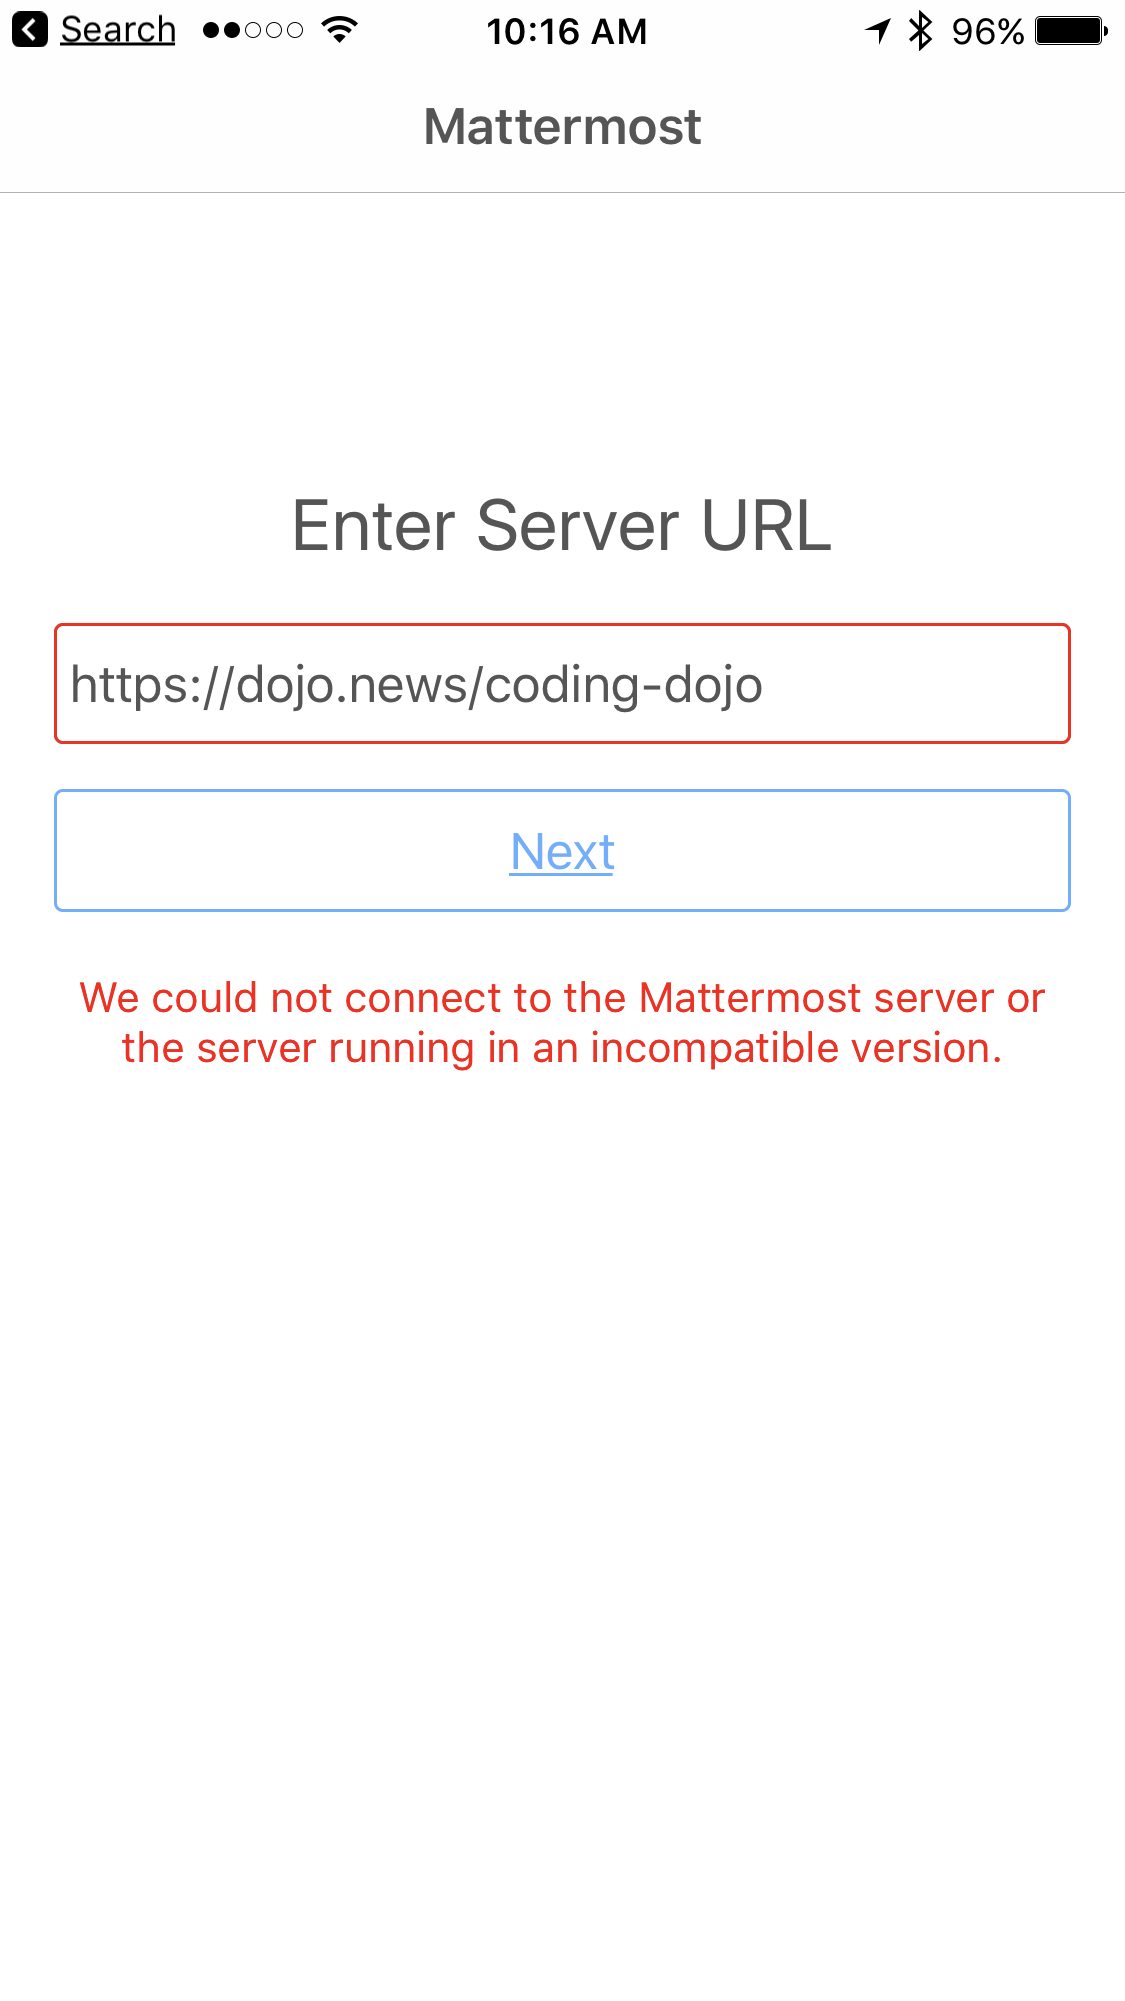 Search 10:16 AM 96%
Mattermost
Enter Server URL
https://dojo.news/coding-dojo
Next
We could not connect to the Mattermost server or
the server running in an incompatible version.